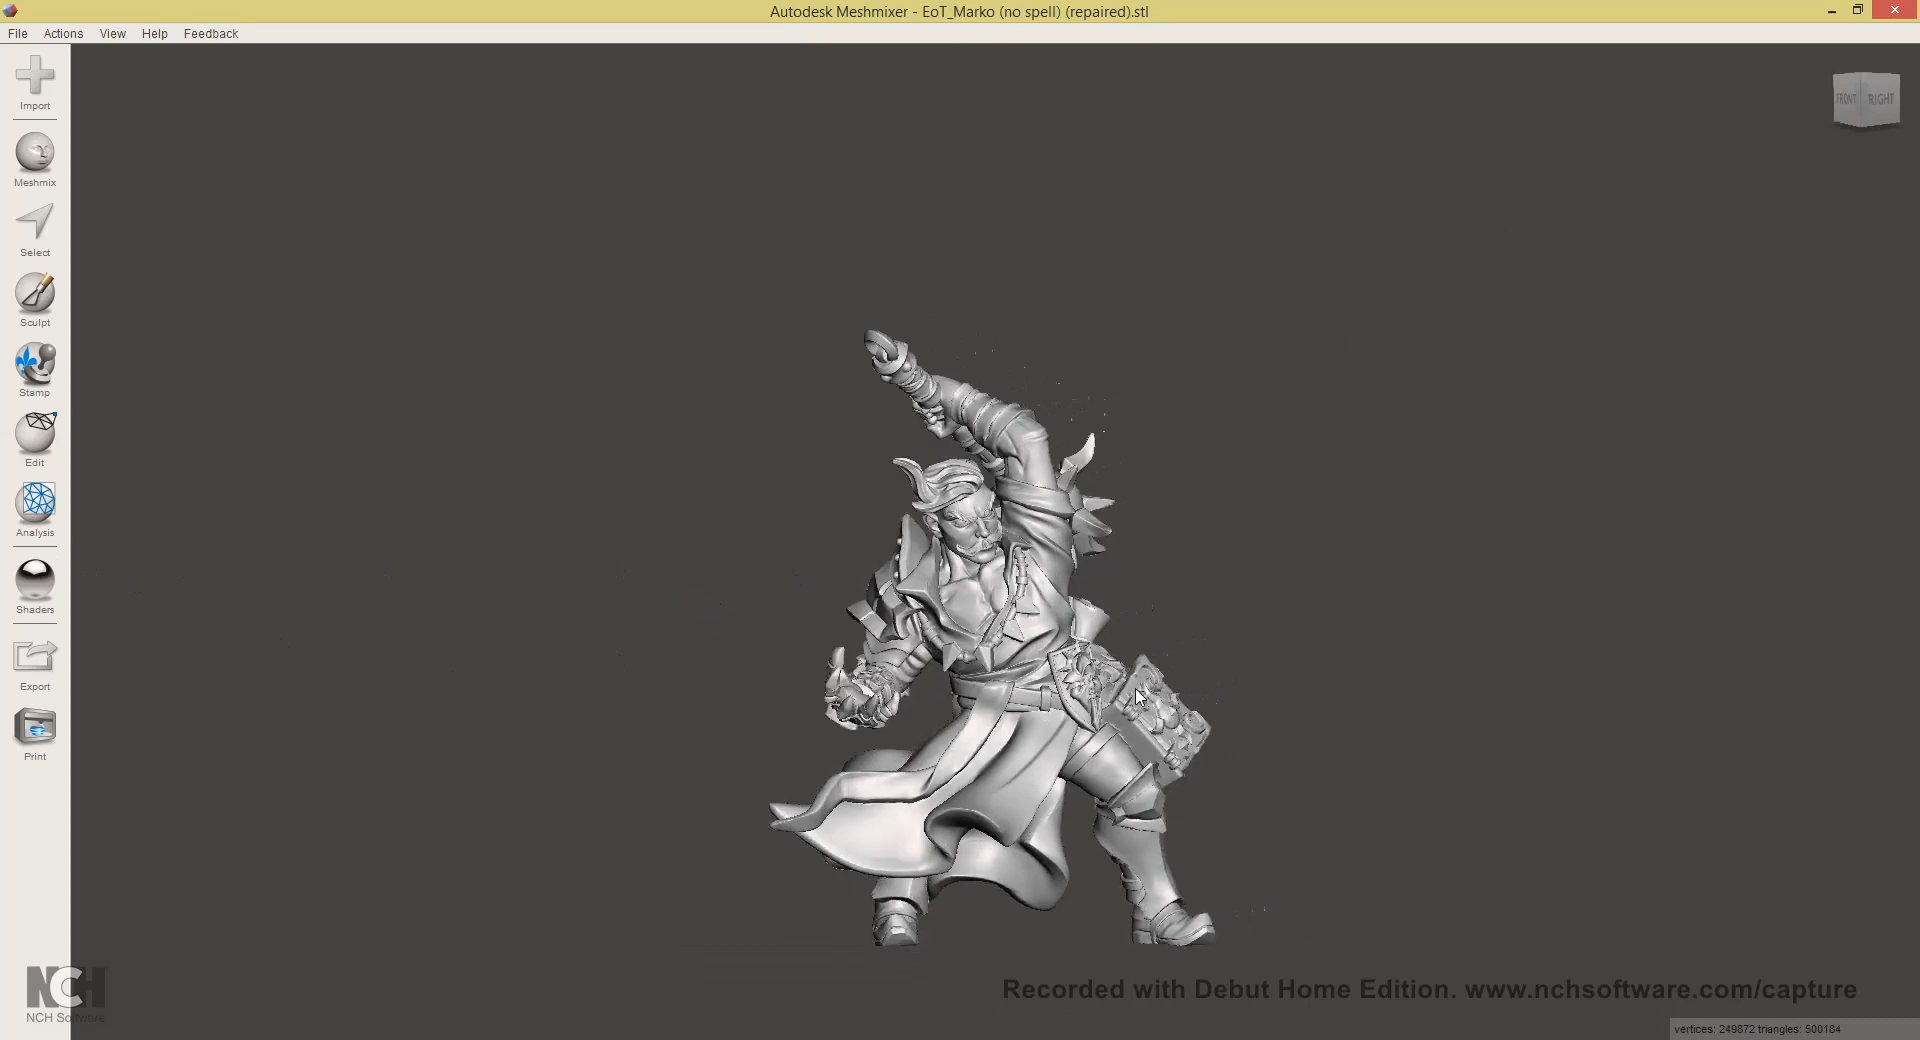 Autodesk Meshmixer - EoT_Marko (no spell) (repaired).stl
File Actions View Help Feedback
Import
FRONT RIGHT
Meshmix
Select
Sculpt
Stamp
Edit
Analysis
Shaders
Export
Print
NCH
NCH Software
Recorded with Debut Home Edition. www.nchsoftware.com/capture
vertices: 249872 triangles: 500184